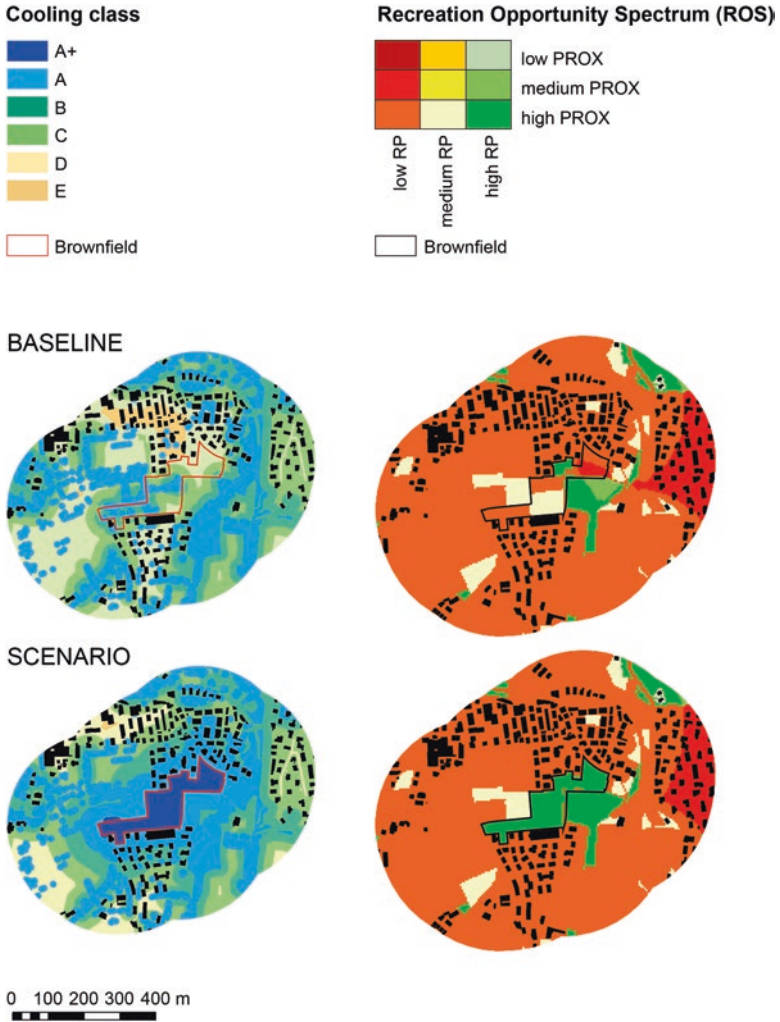 Cooling class
A+
A
B
C
D
E
Brownfield
Recreation Opportunity Spectrum (ROS)
low PROX
medium PROX
high PROX
low RP
medium RP
high RP
Brownfield
BASELINE
SCENARIO
0 100 200 300 400 m